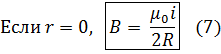 Если r = 0, B = μ₀i / 2R (7)